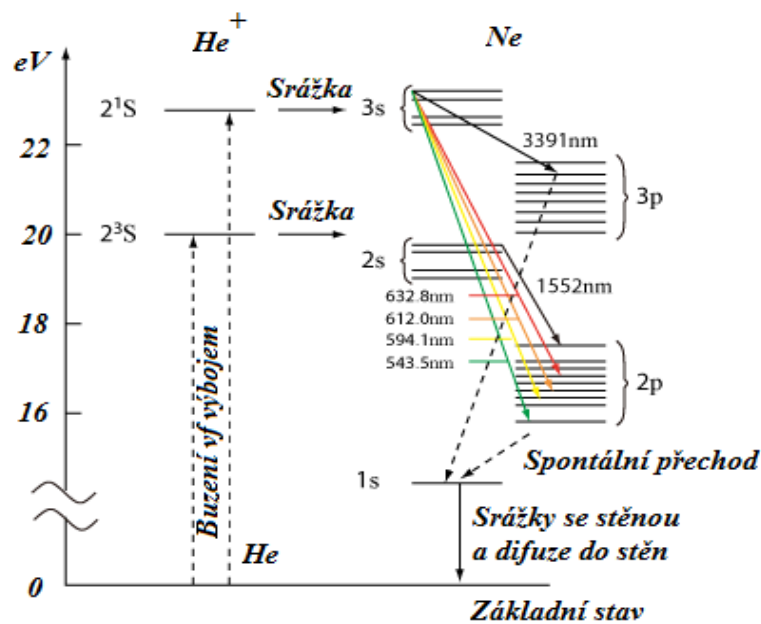 He+
Ne
eV
2¹S
Srážka
3s
3391nm
22
3p
20
2³S
Srážka
2s
1552nm
632.8nm
18
612.0nm
594.1nm
543.5nm
2p
16
Buzení vf výbojem
Spontální přechod
1s
Srážky se stěnou
a difuze do stěn
He
0
Základní stav